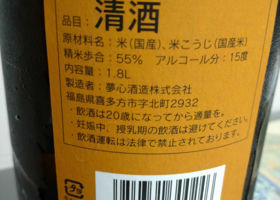 品目：清酒
原材料名：米（国産）、米こうじ（国産米）
精米歩合：55% アルコール分：15度
内容量：1.8L
製造者：夢心酒造株式会社
福島県喜多方市字北町2932
・飲酒は20歳になってから適量を。
・妊娠中、授乳期の飲酒は避けてください。
・飲酒運転は法律で禁止されております。